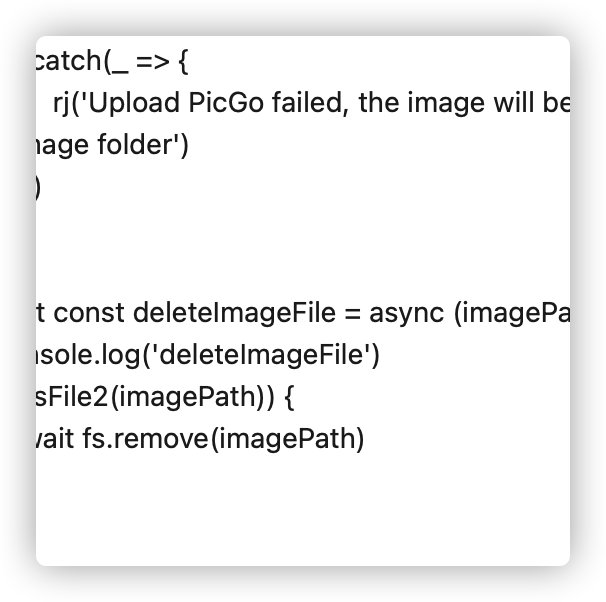 catch(_ => {
rj('Upload PicGo failed, the image will be
nage folder')
)
t const deleteImageFile = async (imagePa
nsole.log('deleteImageFile')
sFile2(imagePath)) {
wait fs.remove(imagePath)